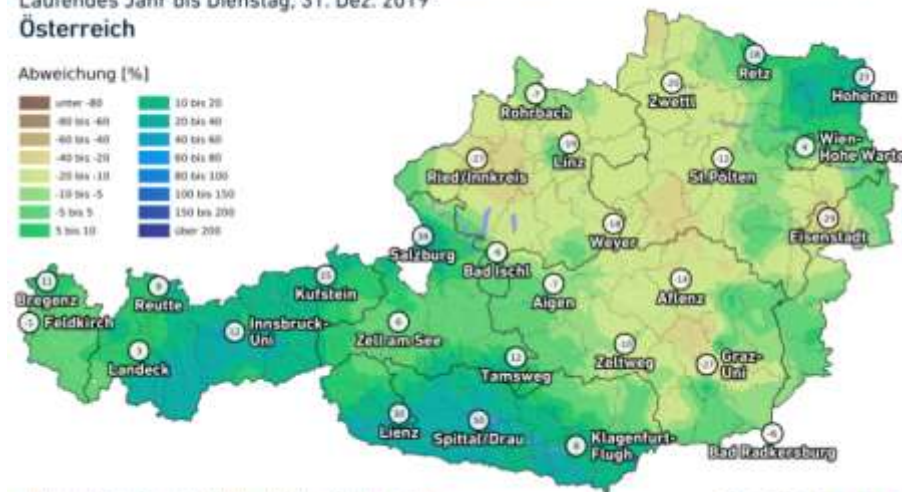 Laufendes Jahr bis Dienstag, 31. Dez. 2019
Österreich
Abweichung [%]
unter -80
-80 bis -60
-60 bis -40
-40 bis -20
-20 bis -10
-10 bis -5
-5 bis 5
5 bis 10
10 bis 20
20 bis 40
40 bis 60
60 bis 80
80 bis 100
100 bis 150
150 bis 200
über 200
Retz
Hohenau
Zwettl
Rohrbach
Linz
Wien-
Hohe Warte
St.Pölten
Ried/Innkreis
Eisenstadt
Weyer
Salzburg
Bad Ischl
Kufstein
Aigen
Aflenz
Bregenz
Reutte
Feldkirch
Innsbruck-
Uni
Zell am See
Landeck
Tamsweg
Zeltweg
Graz-
Uni
Lienz
Spittal/Drau
Klagenfurt-
Flugh.
Bad Radkersburg